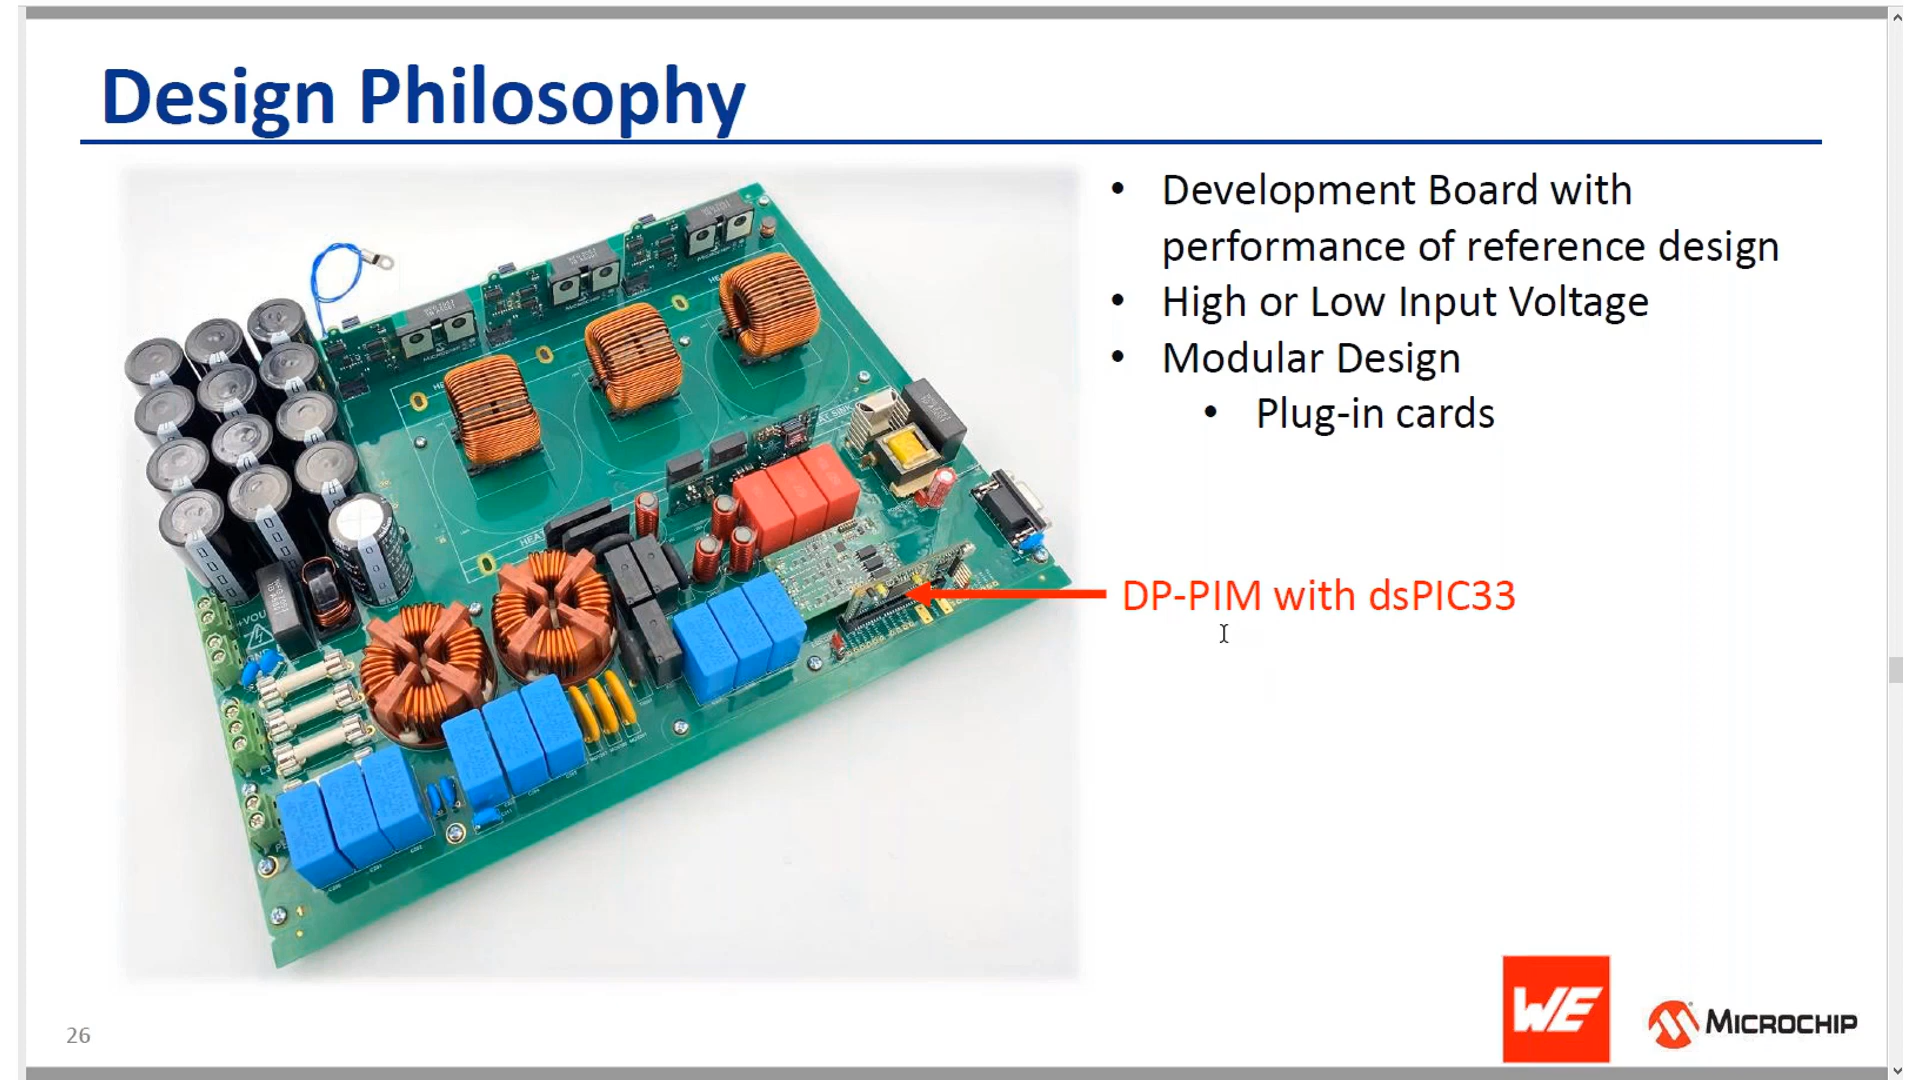 Design Philosophy
• Development Board with
performance of reference design
• High or Low Input Voltage
• Modular Design
• Plug-in cards
DP-PIM with dsPIC33
26
WE
MICROCHIP